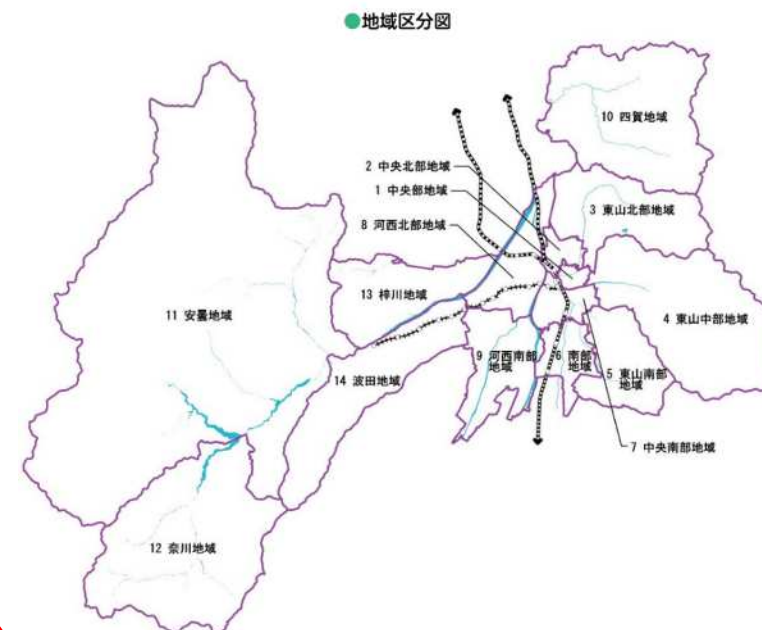 ●地域区分図
10 四賀地域
2 中央北部地域
1 中央部地域
3 東山北部地域
8 河西北部地域
13 梓川地域
11 安曇地域
4 東山中部地域
9 河西南部
地域
6 南部
地域
5 東山南部
地域
14 波田地域
7 中央南部地域
12 奈川地域